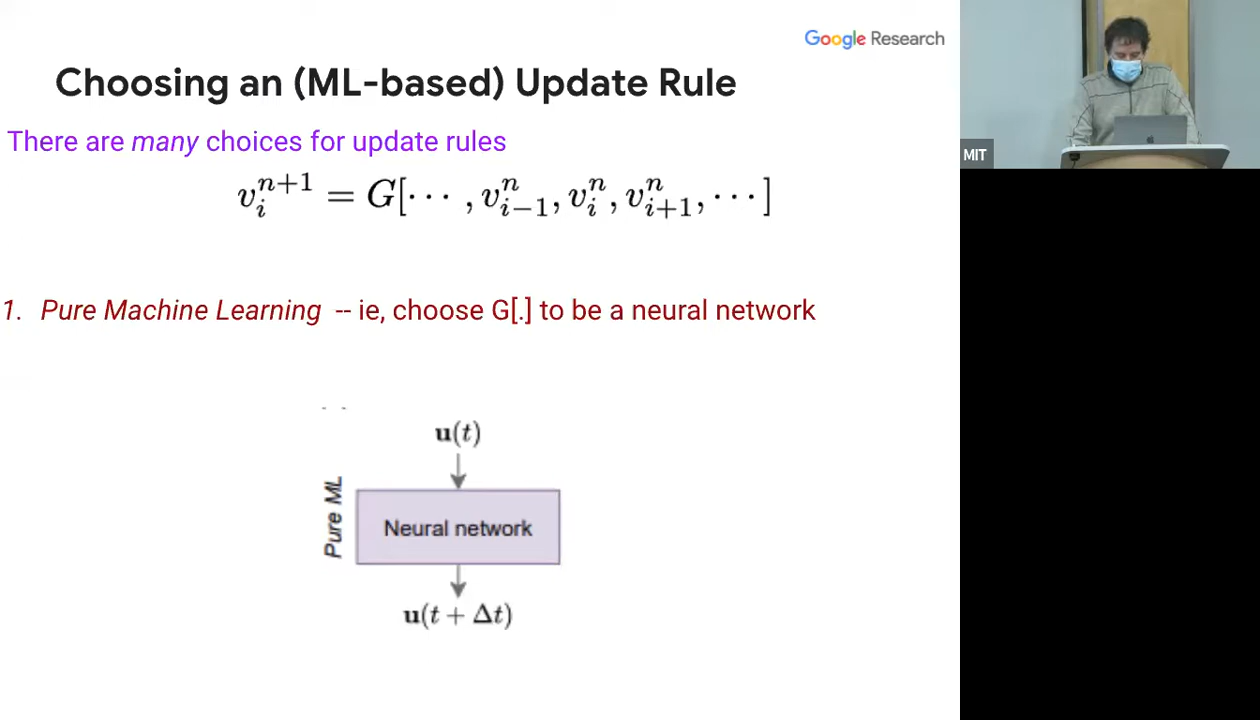 Google Research
Choosing an (ML-based) Update Rule
There are many choices for update rules
v_i^{n+1} = G[⋯ , v_{i−1}^n, v_i^n, v_{i+1}^n, ⋯ ]
MIT
1. Pure Machine Learning -- ie, choose G[.] to be a neural network
u(t)
Pure ML
Neural network
u(t + Δt)